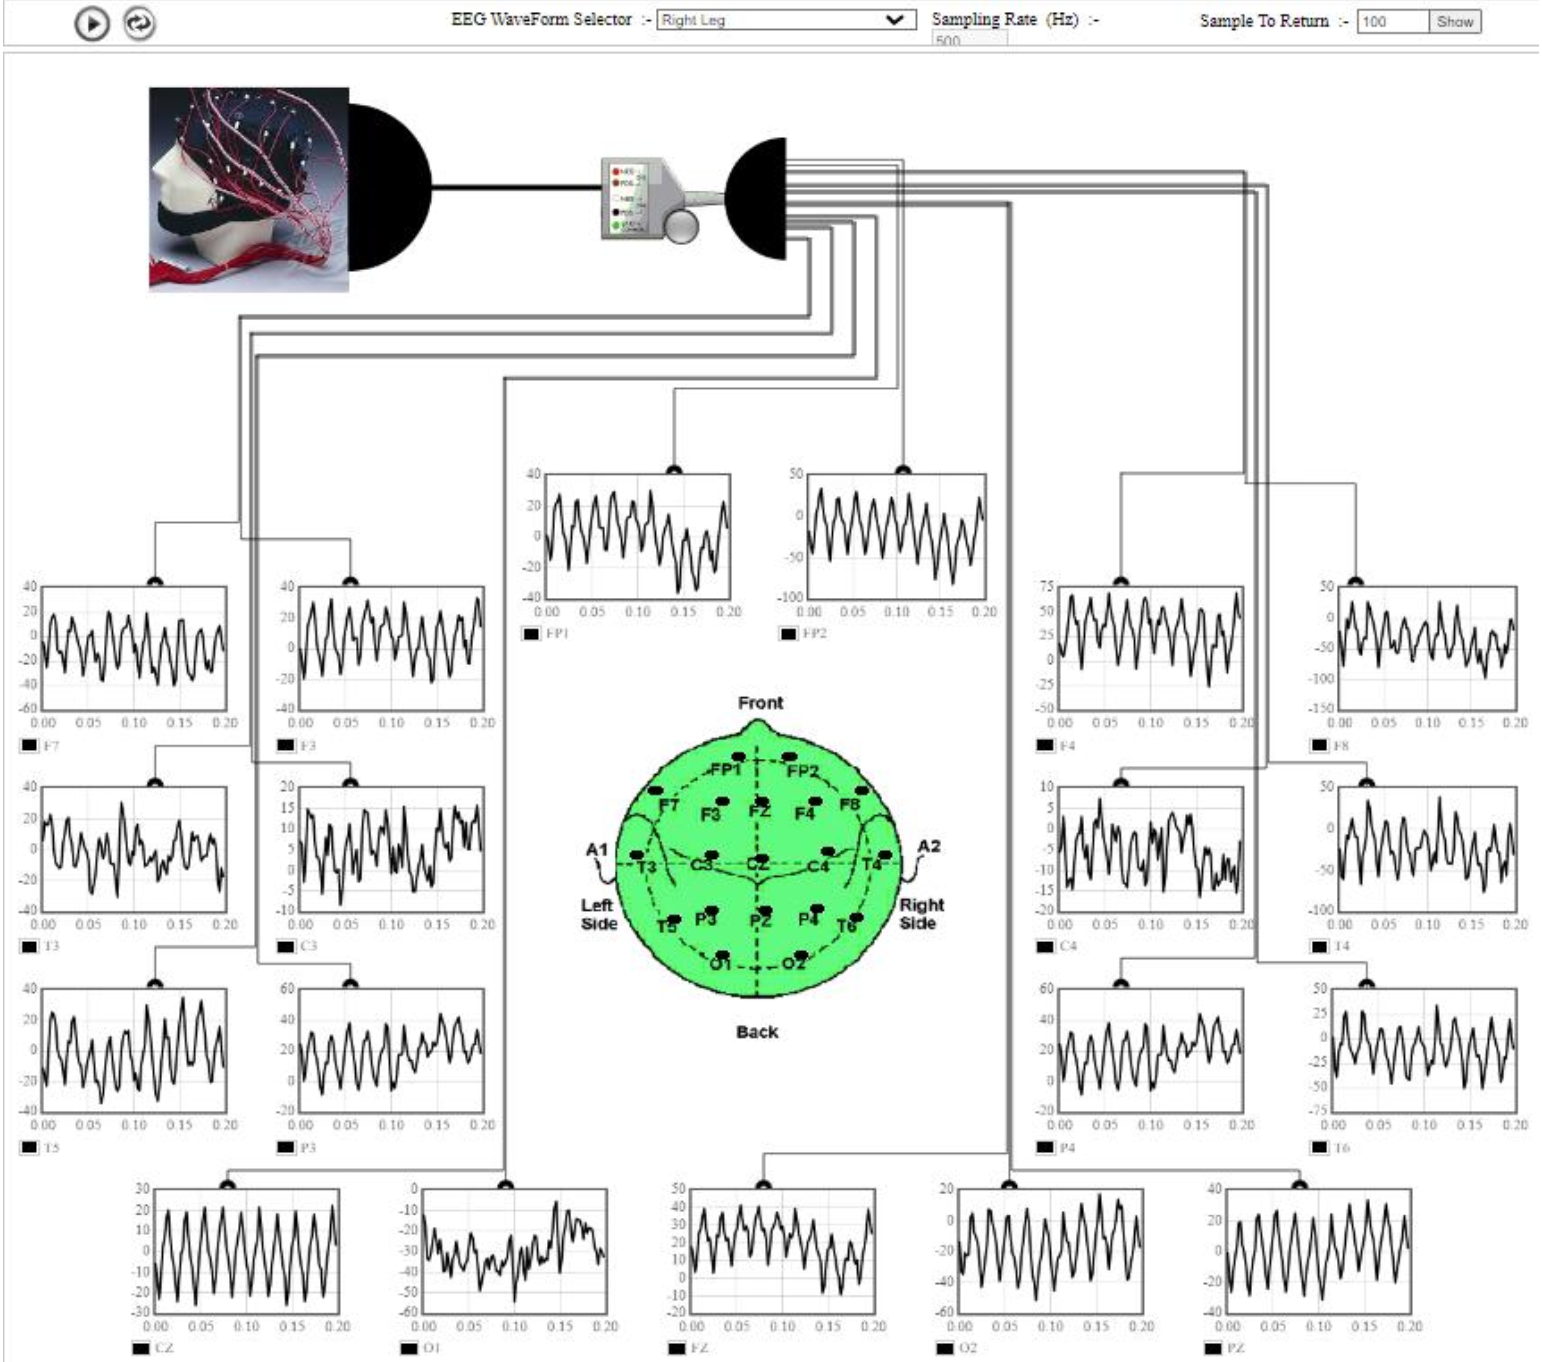 EEG WaveForm Selector :- Right Leg Sampling Rate (Hz) :- Sample To Return :- 100 Show
500
40 20 0 -20 -40
0.00 0.05 0.10 0.15 0.20
FP1
50 0 -50 -100
0.00 0.05 0.10 0.15 0.20
FP2
40 20 0 -20 -40 -60
0.00 0.05 0.10 0.15 0.20
F7
40 20 0 -20 -40
0.00 0.05 0.10 0.15 0.20
F3
75 50 25 0 -25 -50
0.00 0.05 0.10 0.15 0.20
F4
50 0 -50 -100 -150
0.00 0.05 0.10 0.15 0.20
F8
40 20 0 -20 -40
0.00 0.05 0.10 0.15 0.20
T3
20 15 10 5 0 -5 -10
0.00 0.05 0.10 0.15 0.20
C3
Front
FP1 FP2
F7 F3 FZ F4 F8
A1 T3 C3 CZ C4 T4 A2
Left Side
Right Side
T5 P3 PZ P4 T6
O1 O2
Back
10 5 0 -5 -10 -15 -20
0.00 0.05 0.10 0.15 0.20
C4
50 0 -50 -100
0.00 0.05 0.10 0.15 0.20
T4
40 20 0 -20 -40
0.00 0.05 0.10 0.15 0.20
T5
60 40 20 0 -20
0.00 0.05 0.10 0.15 0.20
P3
60 40 20 0 -20
0.00 0.05 0.10 0.15 0.20
P4
50 25 0 -25 -50 -75
0.00 0.05 0.10 0.15 0.20
T6
30 20 10 0 -10 -20 -30
0.00 0.05 0.10 0.15 0.20
CZ
0 -10 -20 -30 -40 -50 -60
0.00 0.05 0.10 0.15 0.20
O1
50 40 30 20 10 0 -10 -20
0.00 0.05 0.10 0.15 0.20
FZ
20 0 -20 -40 -60
0.00 0.05 0.10 0.15 0.20
O2
40 20 0 -20 -40
0.00 0.05 0.10 0.15 0.20
PZ